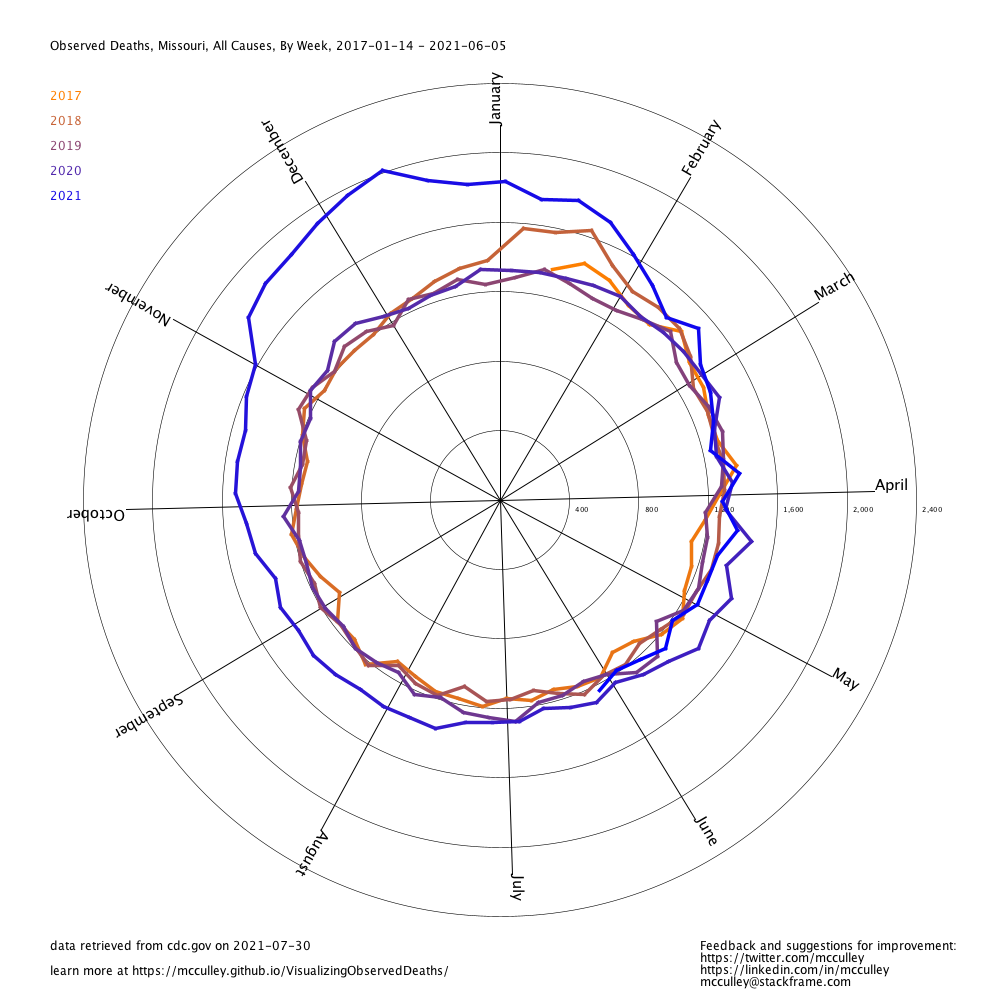 Observed Deaths, Missouri, All Causes, By Week, 2017-01-14 - 2021-06-05
2017
2018
2019
2020
2021
January
February
March
April
May
June
July
August
September
October
November
December
400
800
1,200
1,600
2,000
2,400
data retrieved from cdc.gov on 2021-07-30
learn more at https://mcculley.github.io/VisualizingObservedDeaths/
Feedback and suggestions for improvement:
https://twitter.com/mcculley
https://linkedin.com/in/mcculley
mcculley@stackframe.com